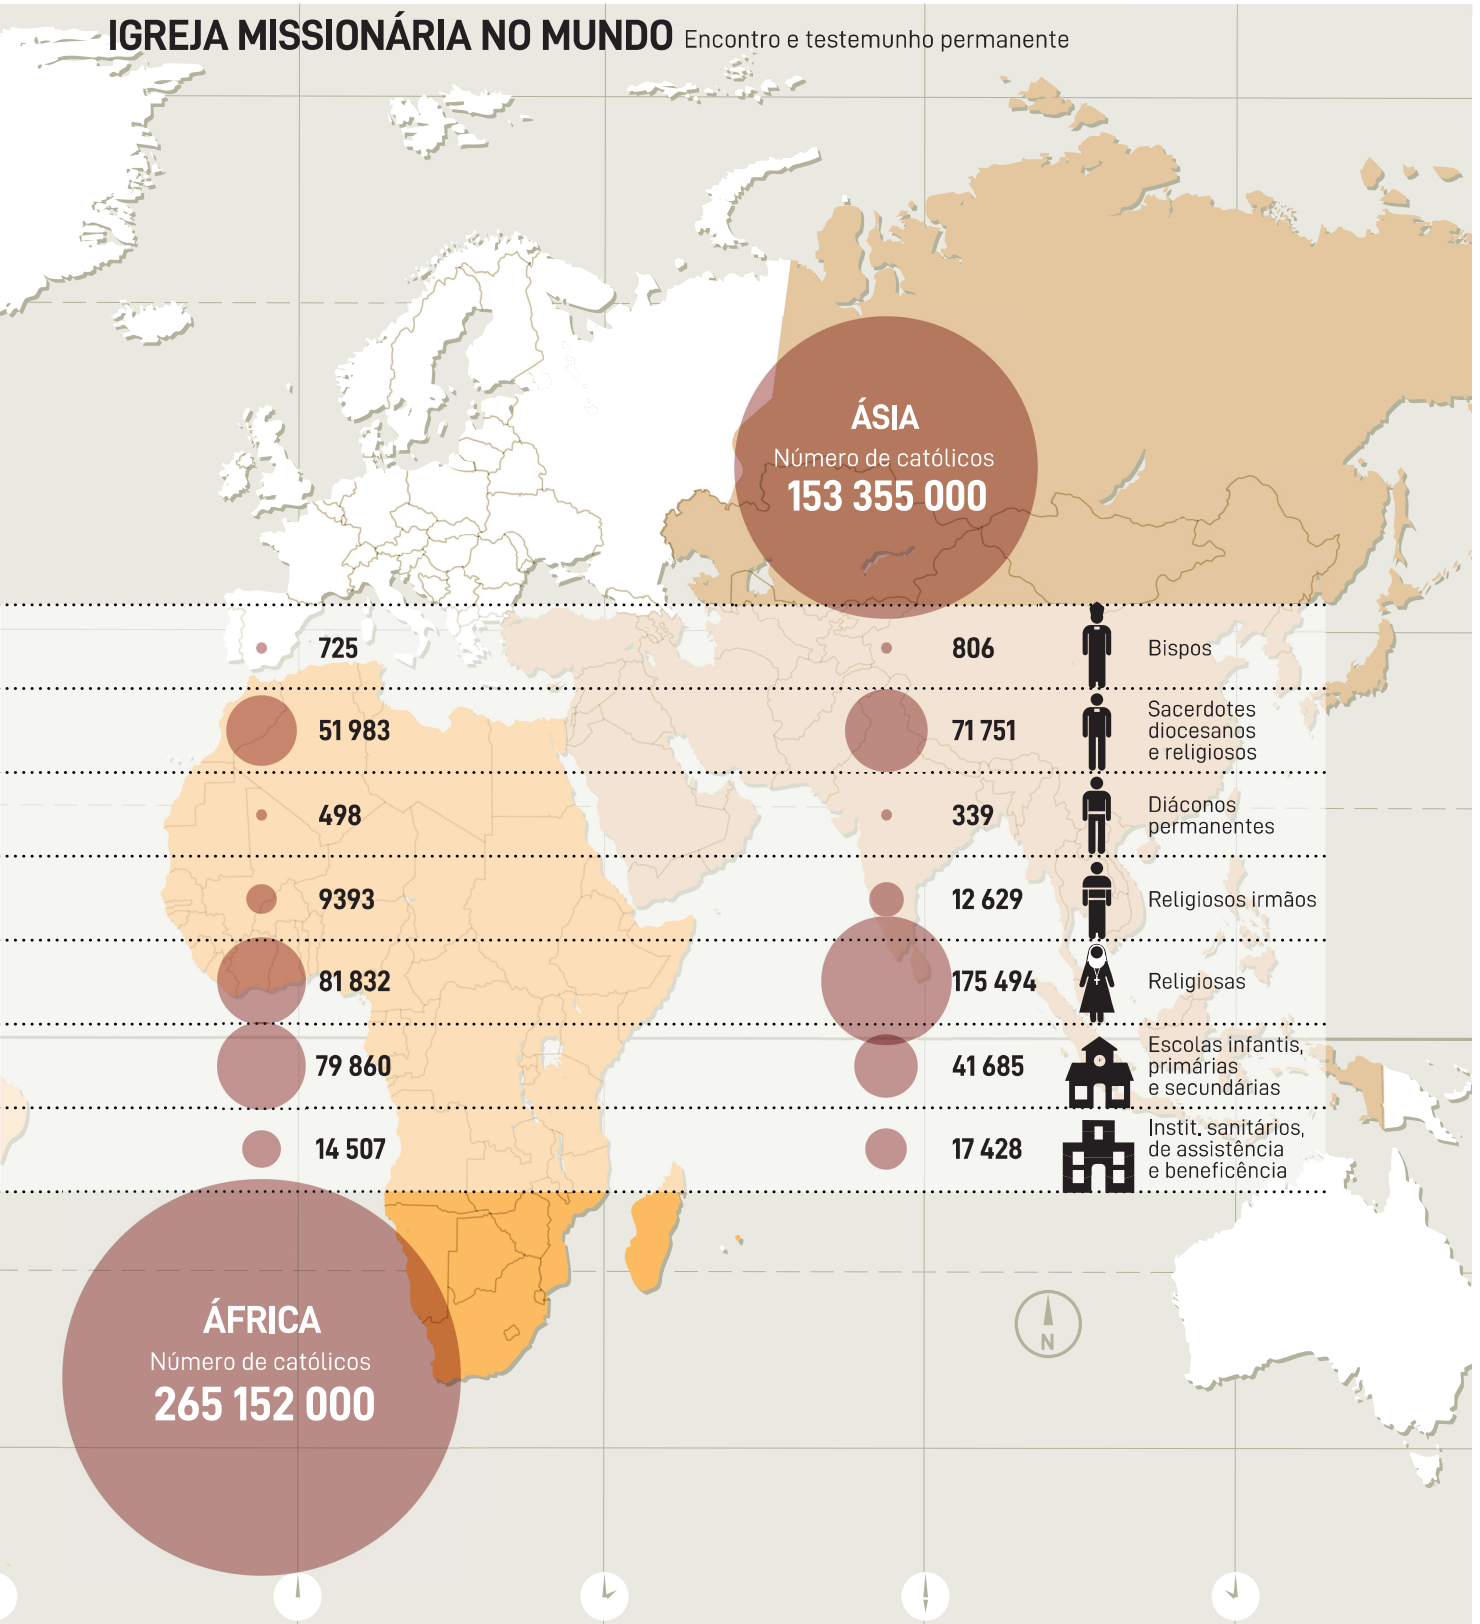 IGREJA MISSIONÁRIA NO MUNDO Encontro e testemunho permanente
ÁSIA
Número de católicos
153 355 000
725
806
Bispos
51 983
71 751
Sacerdotes
diocesanos
e religiosos
498
339
Diáconos
permanentes
9393
12 629
Religiosos irmãos
81 832
175 494
Religiosas
79 860
41 685
Escolas infantis,
primárias
e secundárias
14 507
17 428
Instit. sanitários,
de assistência
e beneficência
ÁFRICA
Número de católicos
265 152 000
N